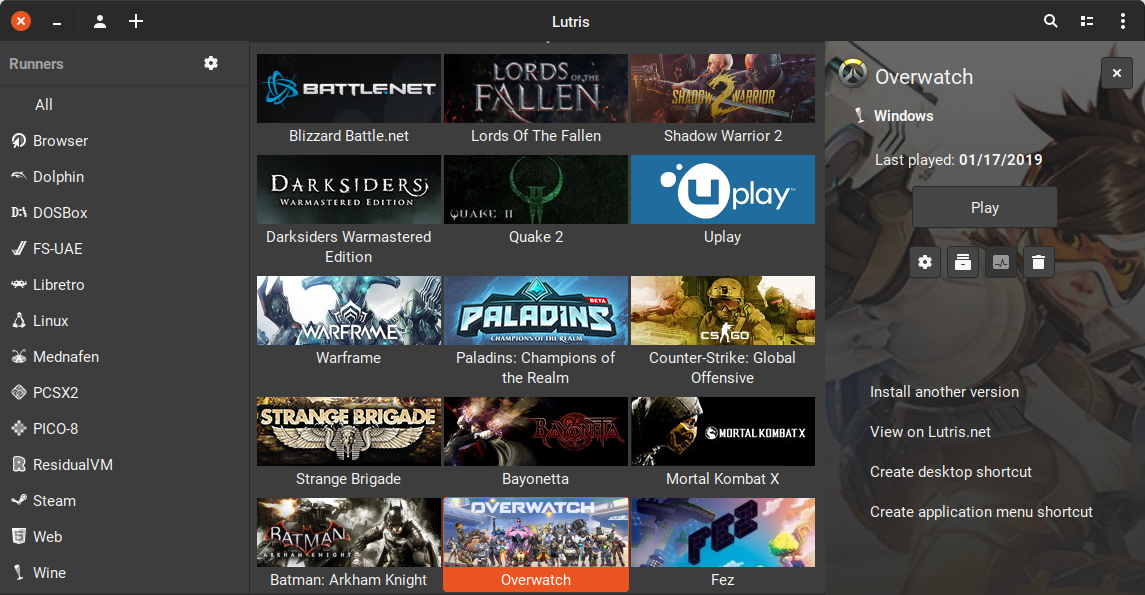 Lutris
Runners
All
Browser
Dolphin
DOSBox
FS-UAE
Libretro
Linux
Mednafen
PCSX2
PICO-8
ResidualVM
Steam
Web
Wine
BATTLE.NET
LORDS OF THE FALLEN
SHADOW WARRIOR 2
Blizzard Battle.net
Lords Of The Fallen
Shadow Warrior 2
DARKSIDERS
WARMASTERED EDITION
QUAKE II
Uplay
Darksiders Warmastered
Edition
Quake 2
Uplay
WARFRAME
PALADINS
BETA
CHAMPIONS OF THE REALM
CS GO
Warframe
Paladins: Champions of
the Realm
Counter-Strike: Global
Offensive
STRANGE BRIGADE
BAYONETTA
MORTAL KOMBAT X
Strange Brigade
Bayonetta
Mortal Kombat X
BATMAN
ARKHAM KNIGHT
OVERWATCH
FEZ
Batman: Arkham Knight
Overwatch
Fez
Overwatch
Windows
Last played: 01/17/2019
Play
Install another version
View on Lutris.net
Create desktop shortcut
Create application menu shortcut